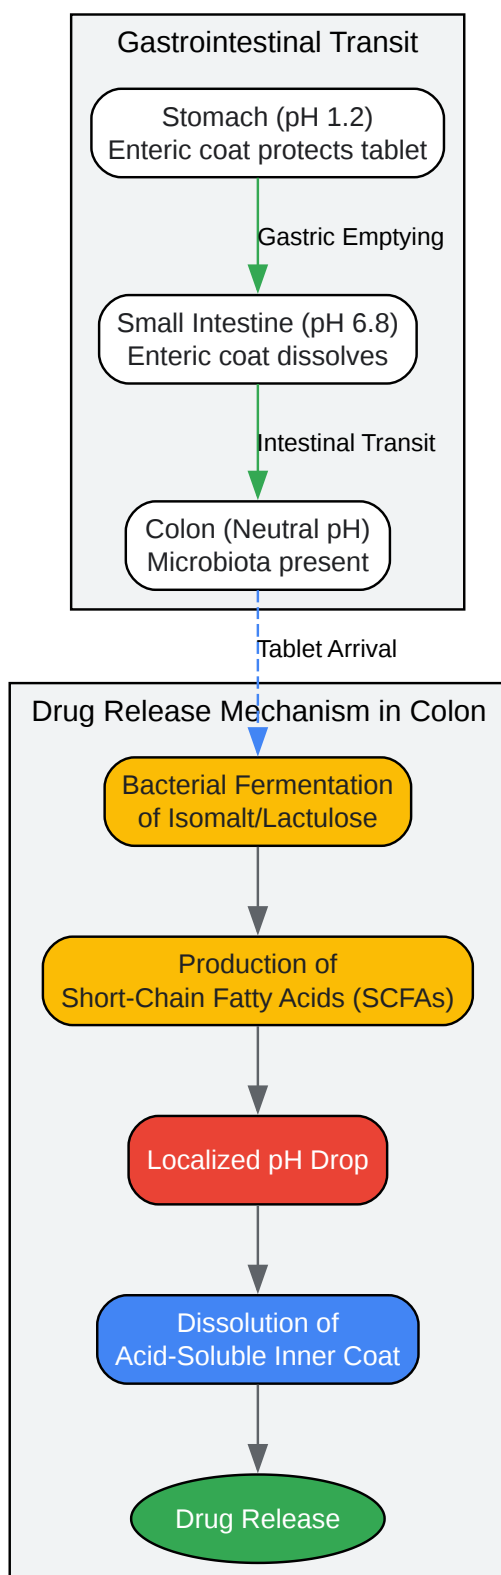 Gastrointestinal Transit
Stomach (pH 1.2)
Enteric coat protects tablet
Gastric Emptying
Small Intestine (pH 6.8)
Enteric coat dissolves
Intestinal Transit
Colon (Neutral pH)
Microbiota present
Tablet Arrival
Drug Release Mechanism in Colon
Bacterial Fermentation
of Isomalt/Lactulose
Production of
Short-Chain Fatty Acids (SCFAs)
Localized pH Drop
Dissolution of
Acid-Soluble Inner Coat
Drug Release